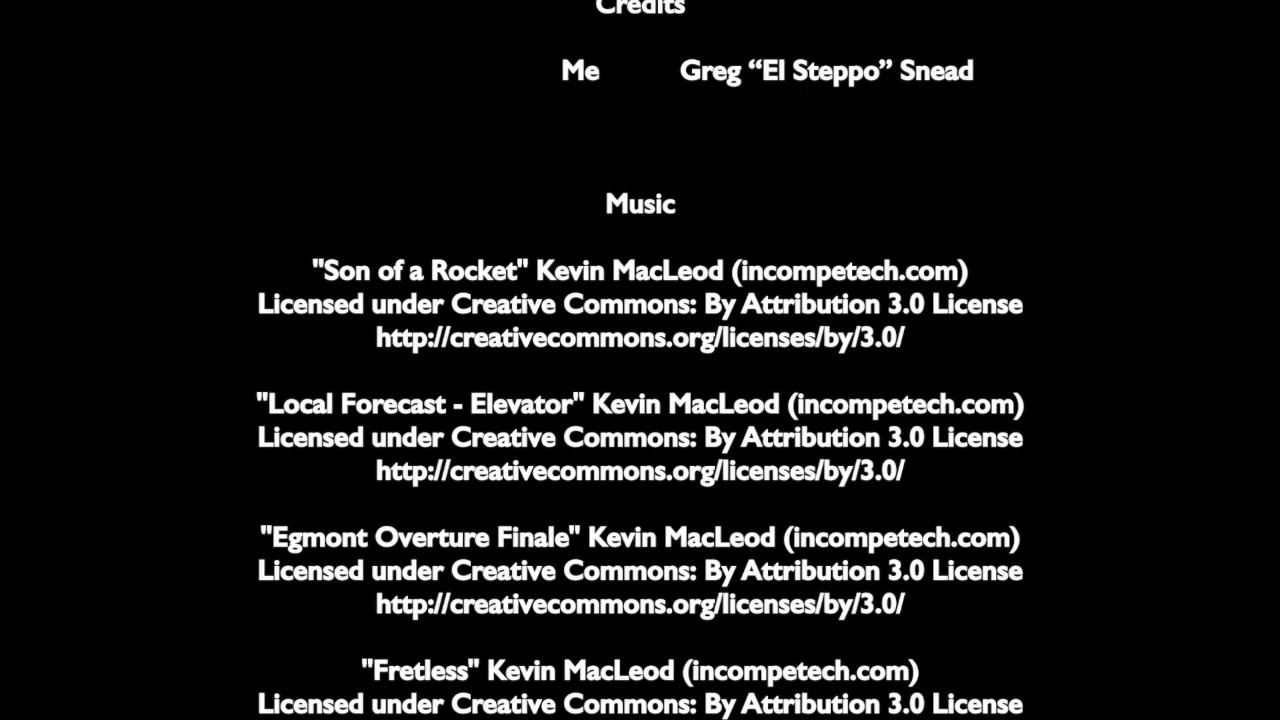 Credits
Me Greg “El Steppo” Snead
Music
"Son of a Rocket" Kevin MacLeod (incompetech.com)
Licensed under Creative Commons: By Attribution 3.0 License
http://creativecommons.org/licenses/by/3.0/
"Local Forecast - Elevator" Kevin MacLeod (incompetech.com)
Licensed under Creative Commons: By Attribution 3.0 License
http://creativecommons.org/licenses/by/3.0/
"Egmont Overture Finale" Kevin MacLeod (incompetech.com)
Licensed under Creative Commons: By Attribution 3.0 License
http://creativecommons.org/licenses/by/3.0/
"Fretless" Kevin MacLeod (incompetech.com)
Licensed under Creative Commons: By Attribution 3.0 License